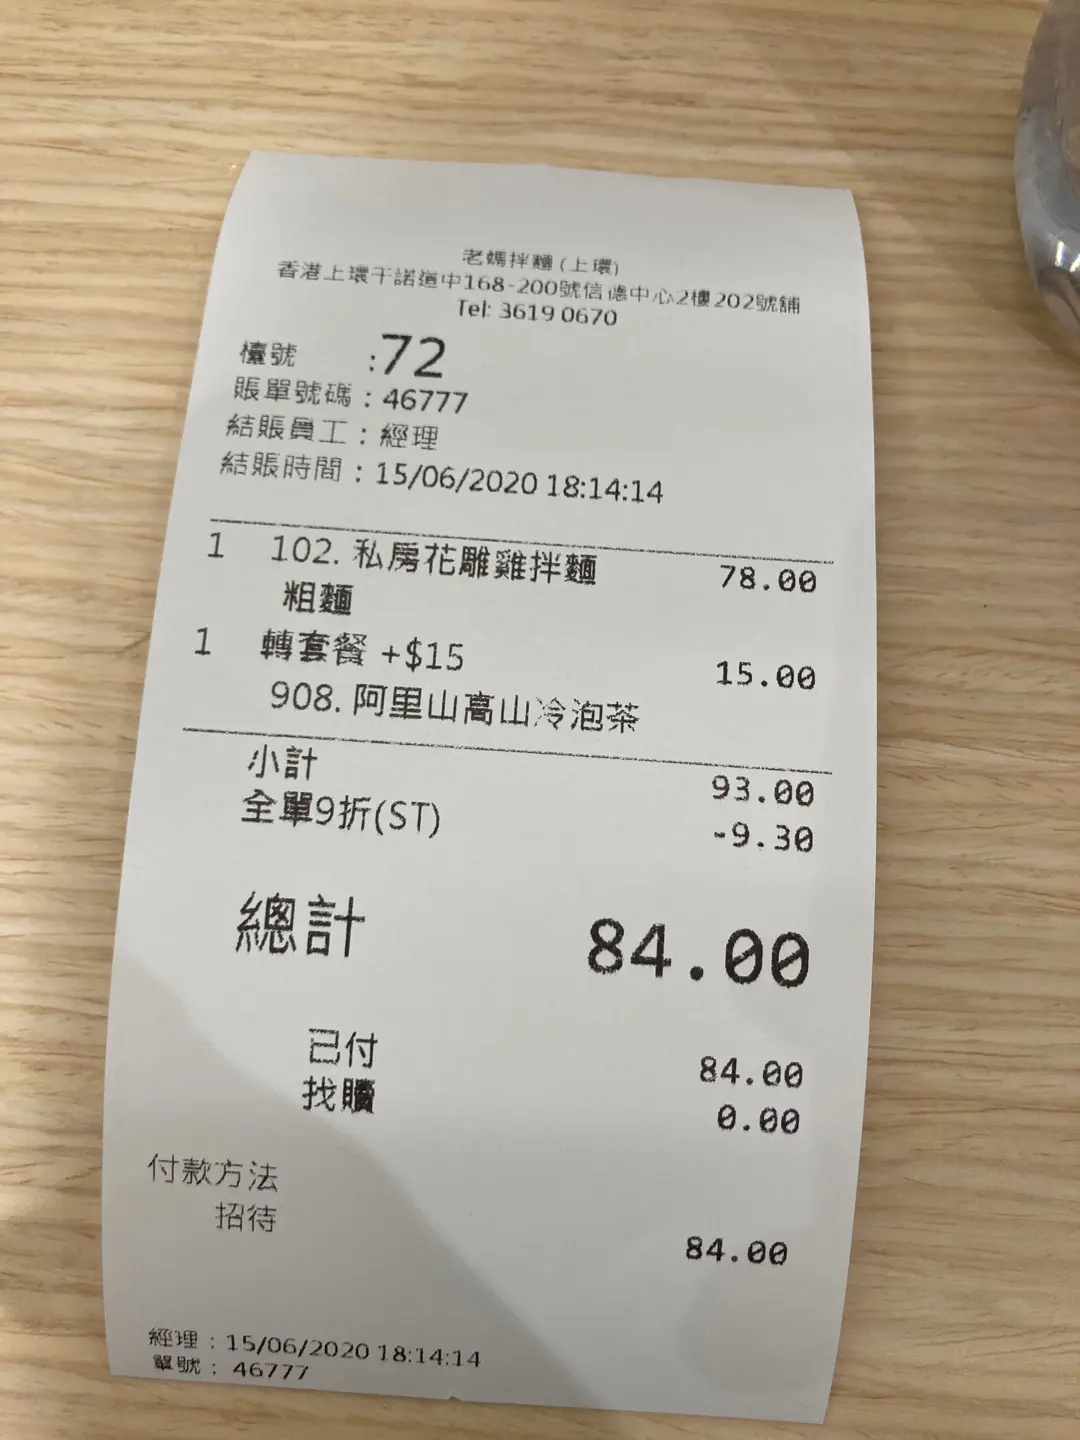 老媽拌麵 (上環)
香港上環干諾道中168-200號信德中心2樓202號舖
Tel: 3619 0670
檯號 :72
賬單號碼 : 46777
結賬員工 : 經理
結賬時間 : 15/06/2020 18:14:14
1 102. 私房花雕雞拌麵 78.00
粗麵
1 轉套餐 +$15 15.00
908. 阿里山高山冷泡茶
小計 93.00
全單9折(ST) -9.30
總計 84.00
已付 84.00
找贖 0.00
付款方法
招待 84.00
經理 : 15/06/2020 18:14:14
單號 : 46777